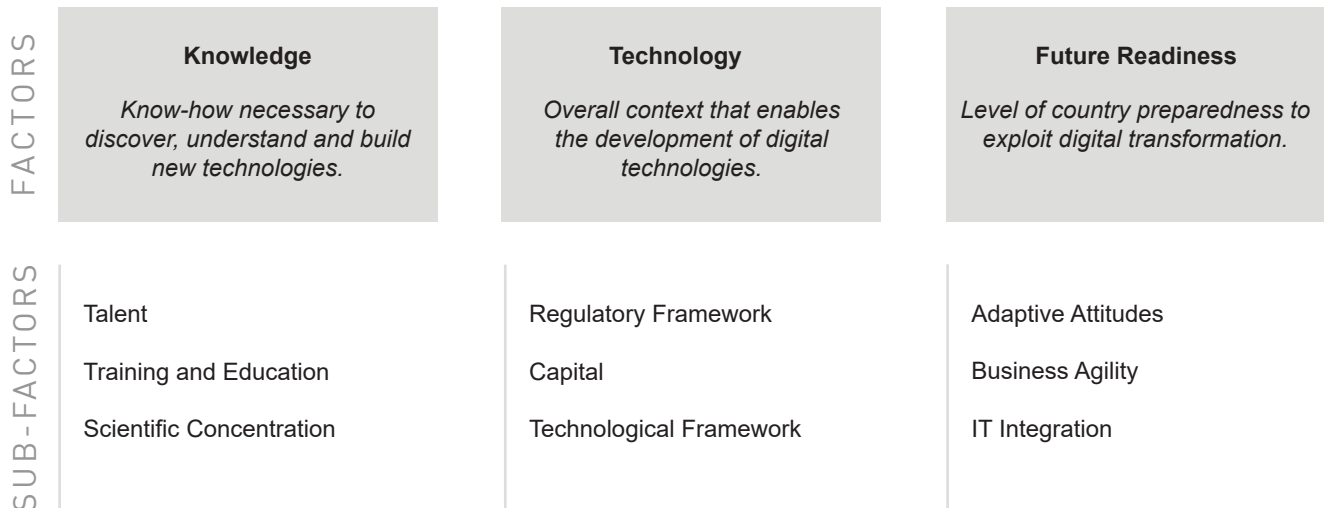 FACTORS
Knowledge
Know-how necessary to
discover, understand and build
new technologies.
Technology
Overall context that enables
the development of digital
technologies.
Future Readiness
Level of country preparedness to
exploit digital transformation.
SUB-FACTORS
Talent
Training and Education
Scientific Concentration
Regulatory Framework
Capital
Technological Framework
Adaptive Attitudes
Business Agility
IT Integration